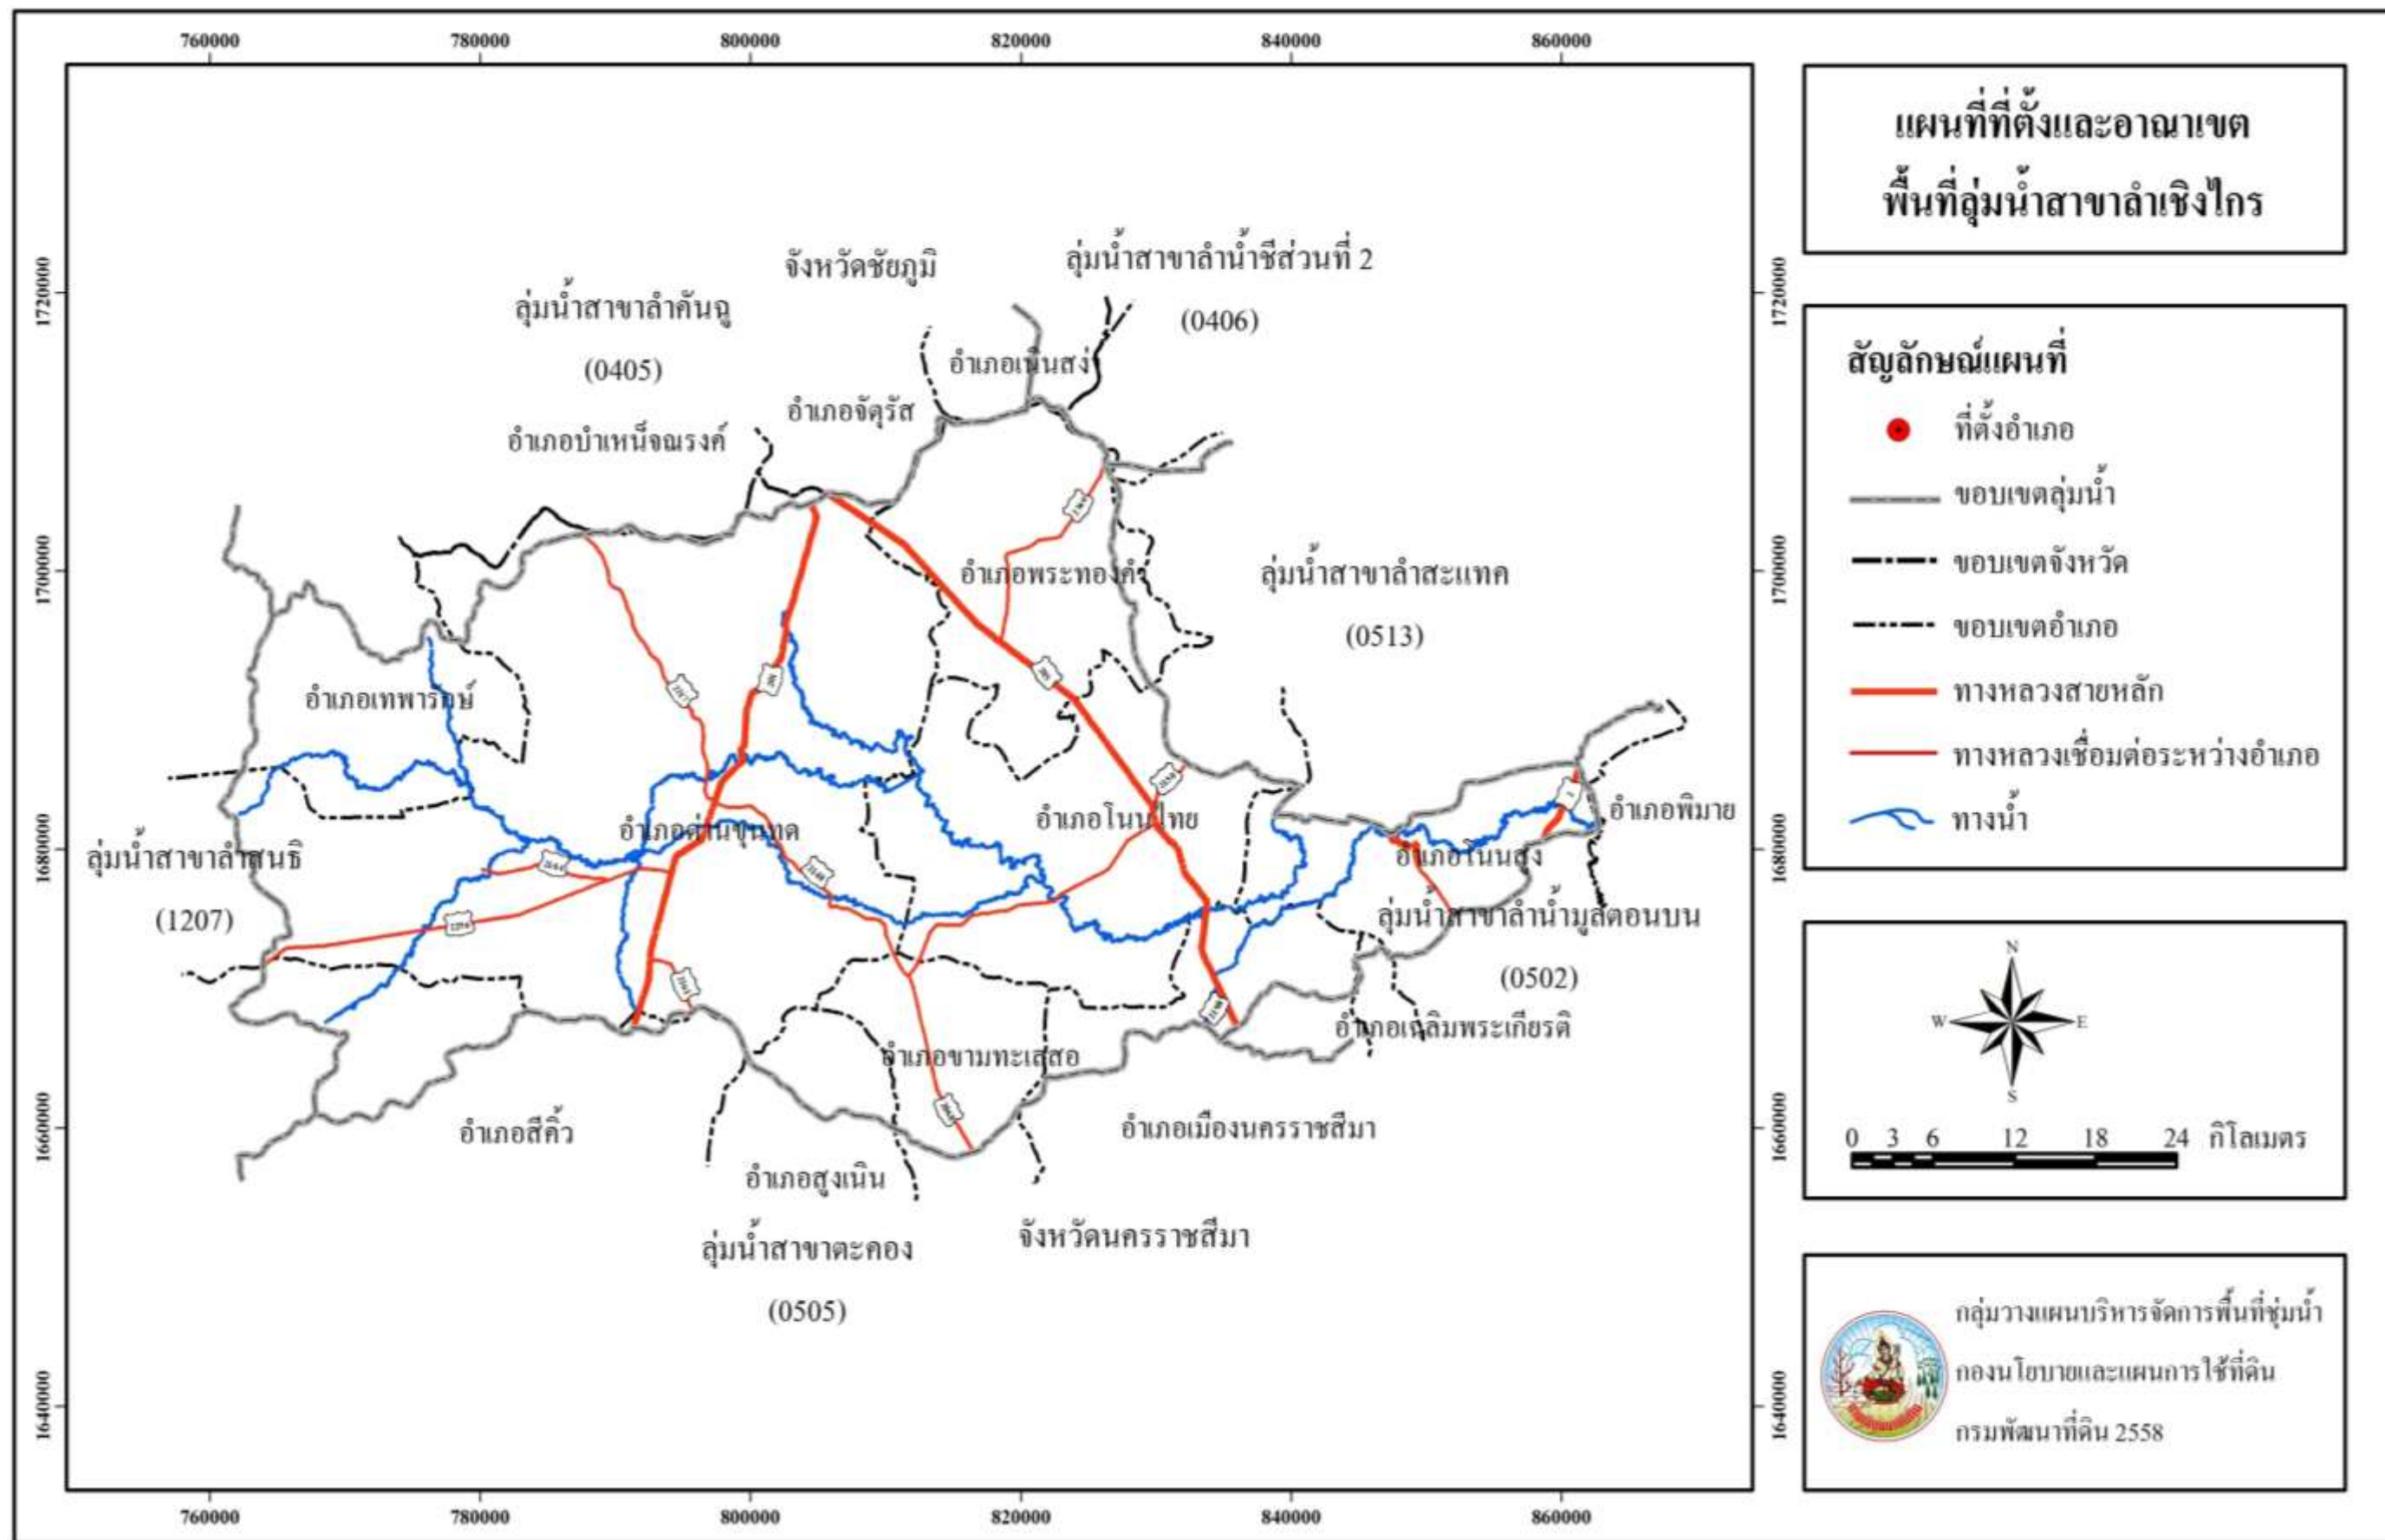 760000 780000 800000 820000 840000 860000
แผนที่ที่ตั้งและอาณาเขต
พื้นที่ลุ่มน้ำสาขาลำเชิงไกร
1720000
1700000
1680000
1660000
1640000
จังหวัดชัยภูมิ
ลุ่มน้ำสาขาลำน้ำชีส่วนที่ 2
(0406)
ลุ่มน้ำสาขาลำคันฉู
(0405)
อำเภอเนินสง่า
อำเภอจัตุรัส
อำเภอบำเหน็จณรงค์
อำเภอพระทองคำ
ลุ่มน้ำสาขาลำสะแทค
(0513)
อำเภอเทพารักษ์
อำเภอด่านขุนทด
อำเภอโนนไทย
อำเภอพิมาย
ลุ่มน้ำสาขาลำสนธิ
(1207)
อำเภอโนนสูง
ลุ่มน้ำสาขาลำน้ำมูลตอนบน
(0502)
อำเภอเฉลิมพระเกียรติ
อำเภอขามทะเลสอ
อำเภอสีคิ้ว
อำเภอเมืองนครราชสีมา
อำเภอสูงเนิน
ลุ่มน้ำสาขาตะคอง
(0505)
จังหวัดนครราชสีมา
205
2148
1
1720000
1700000
1680000
1660000
1640000
760000 780000 800000 820000 840000 860000
สัญลักษณ์แผนที่
ที่ตั้งอำเภอ
ขอบเขตลุ่มน้ำ
ขอบเขตจังหวัด
ขอบเขตอำเภอ
ทางหลวงสายหลัก
ทางหลวงเชื่อมต่อระหว่างอำเภอ
ทางน้ำ
N
W E
S
0 3 6 12 18 24 กิโลเมตร
กลุ่มวางแผนบริหารจัดการพื้นที่ชุ่มน้ำ
กองนโยบายและแผนการใช้ที่ดิน
กรมพัฒนาที่ดิน 2558